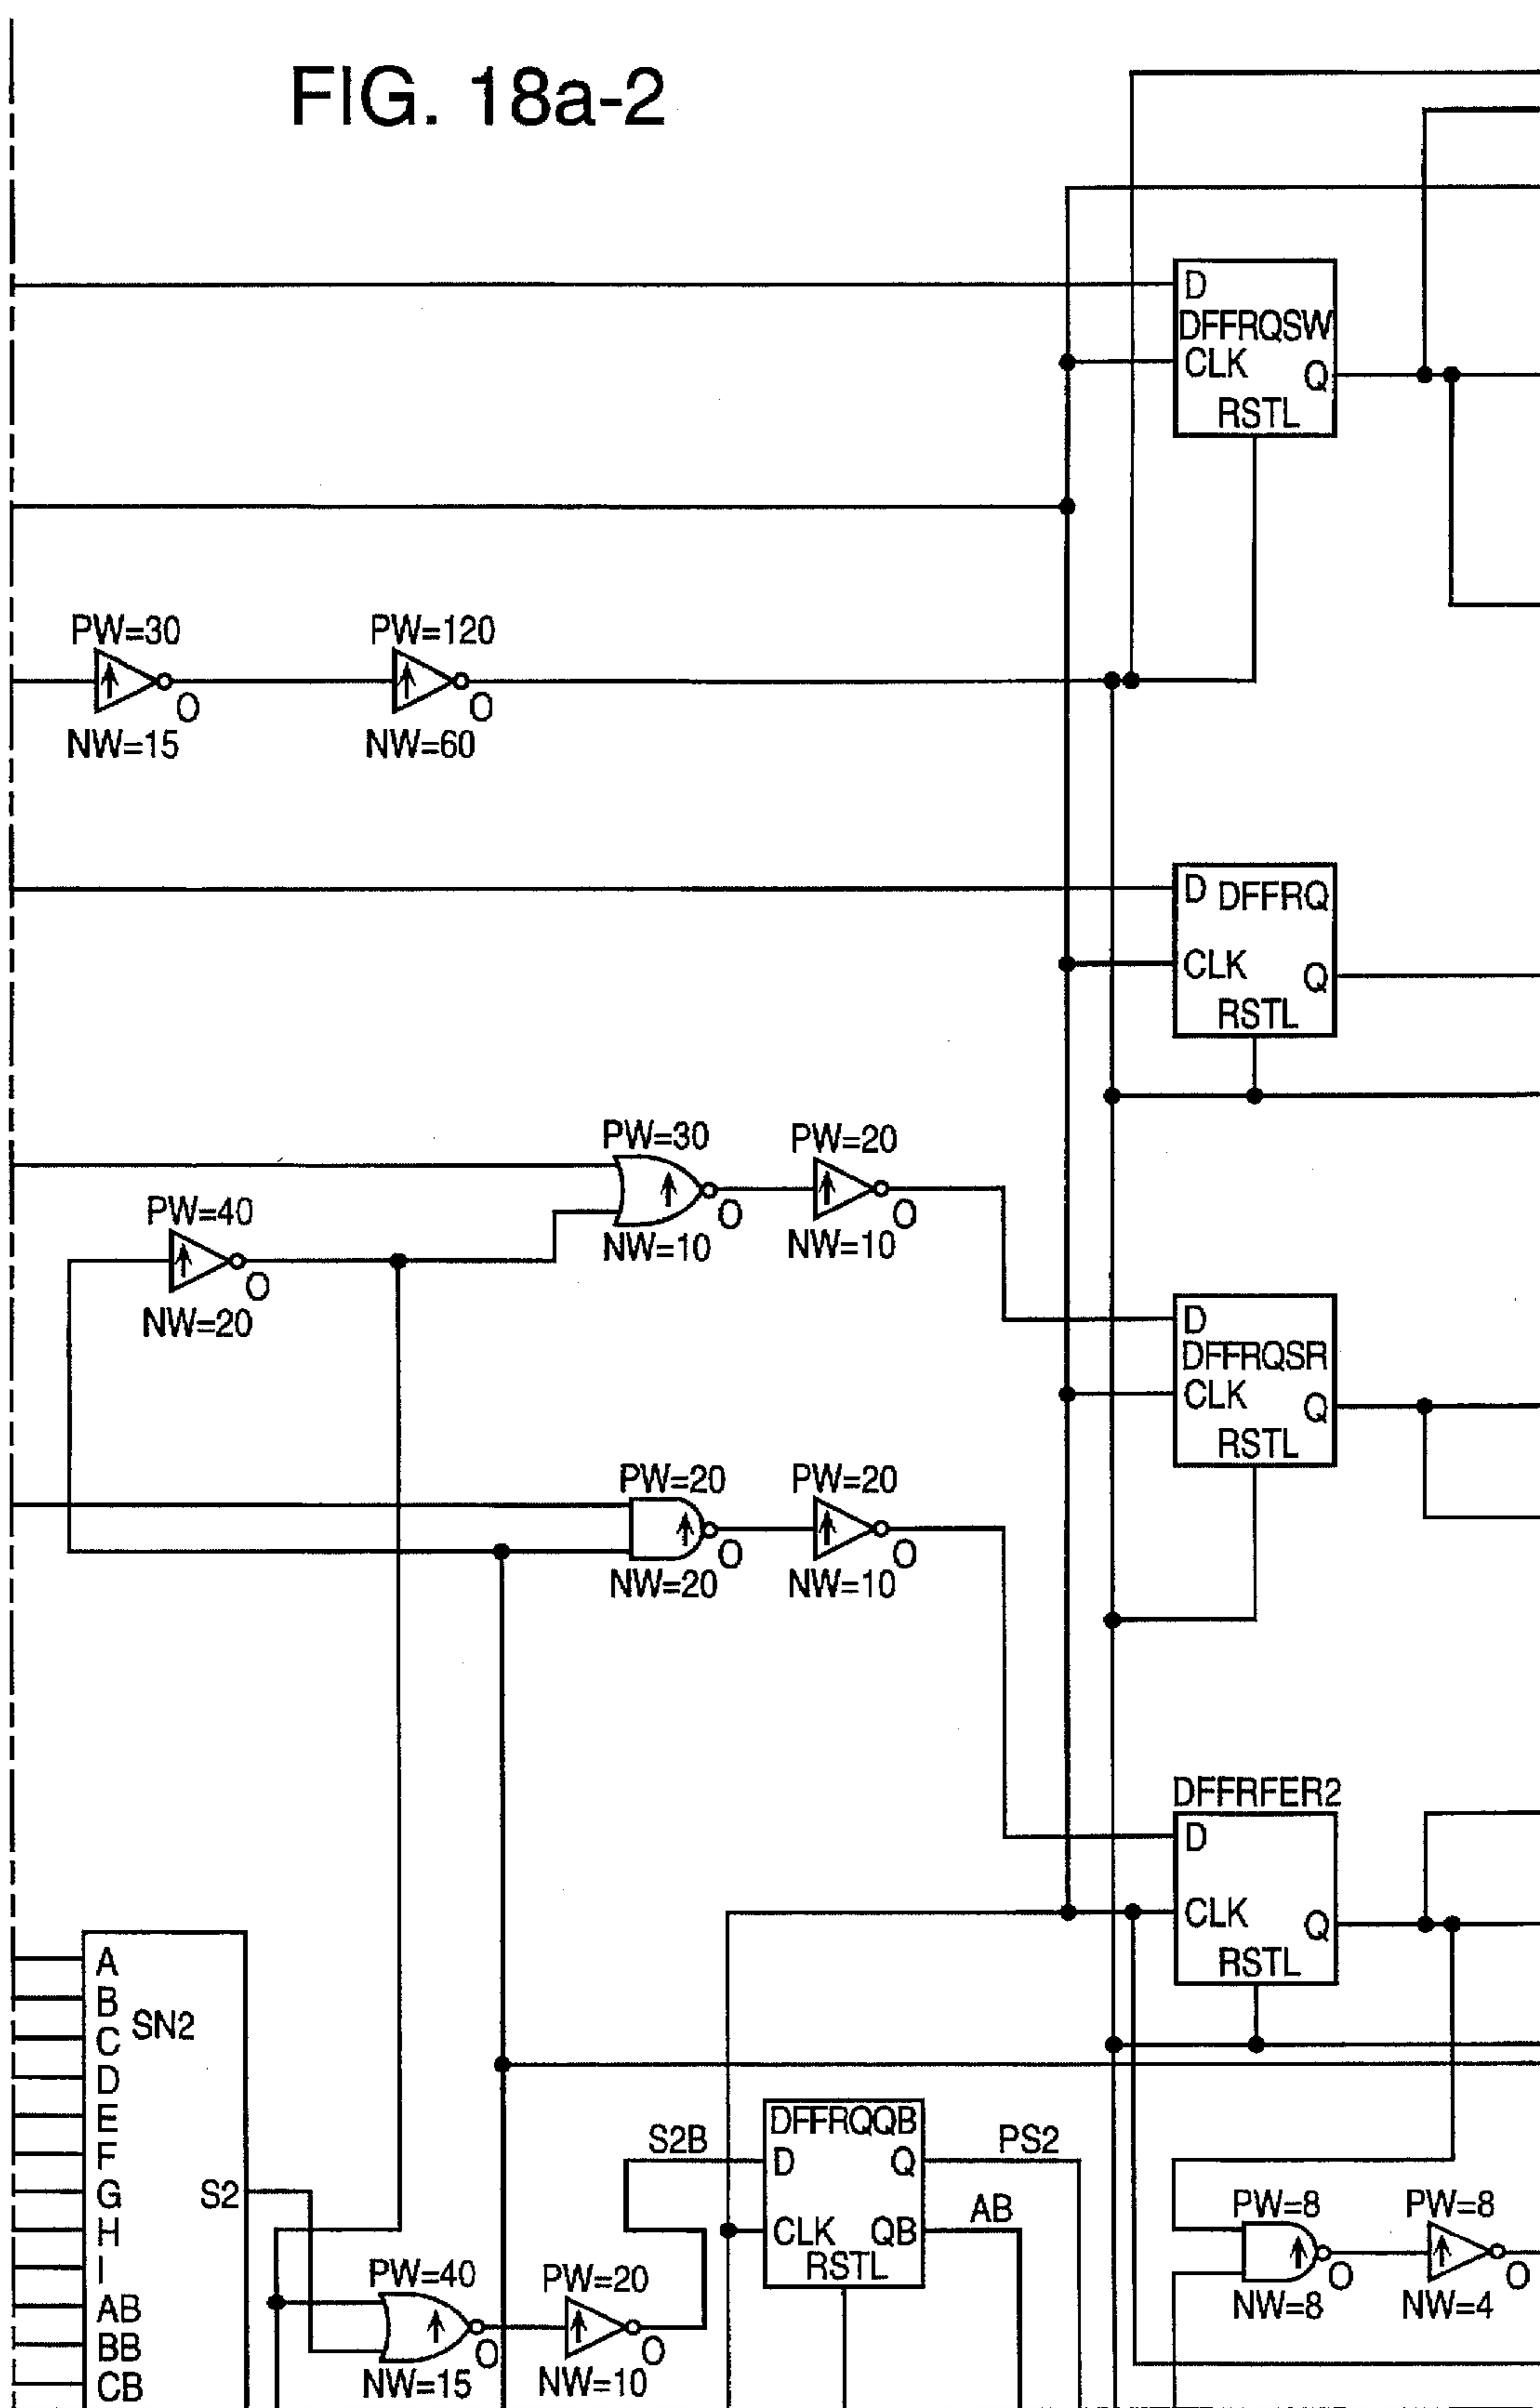 FIG. 18a-2
D
DFFRQSW
CLK
Q
RSTL
PW=30
PW=120
O
O
NW=15
NW=60
D DFFRQ
CLK
Q
RSTL
PW=30
PW=20
PW=40
O
O
NW=10
NW=10
O
NW=20
D
DFFRQSR
CLK
Q
RSTL
PW=20
PW=20
O
O
NW=20
NW=10
DFFRFER2
D
CLK
Q
RSTL
A
B
SN2
C
D
E
F
G
S2
H
I
AB
BB
CB
DFFRQQB
S2B
D
Q
PS2
CLK
QB
AB
RSTL
PW=40
PW=20
O
O
NW=15
NW=10
PW=8
PW=8
O
O
NW=8
NW=4